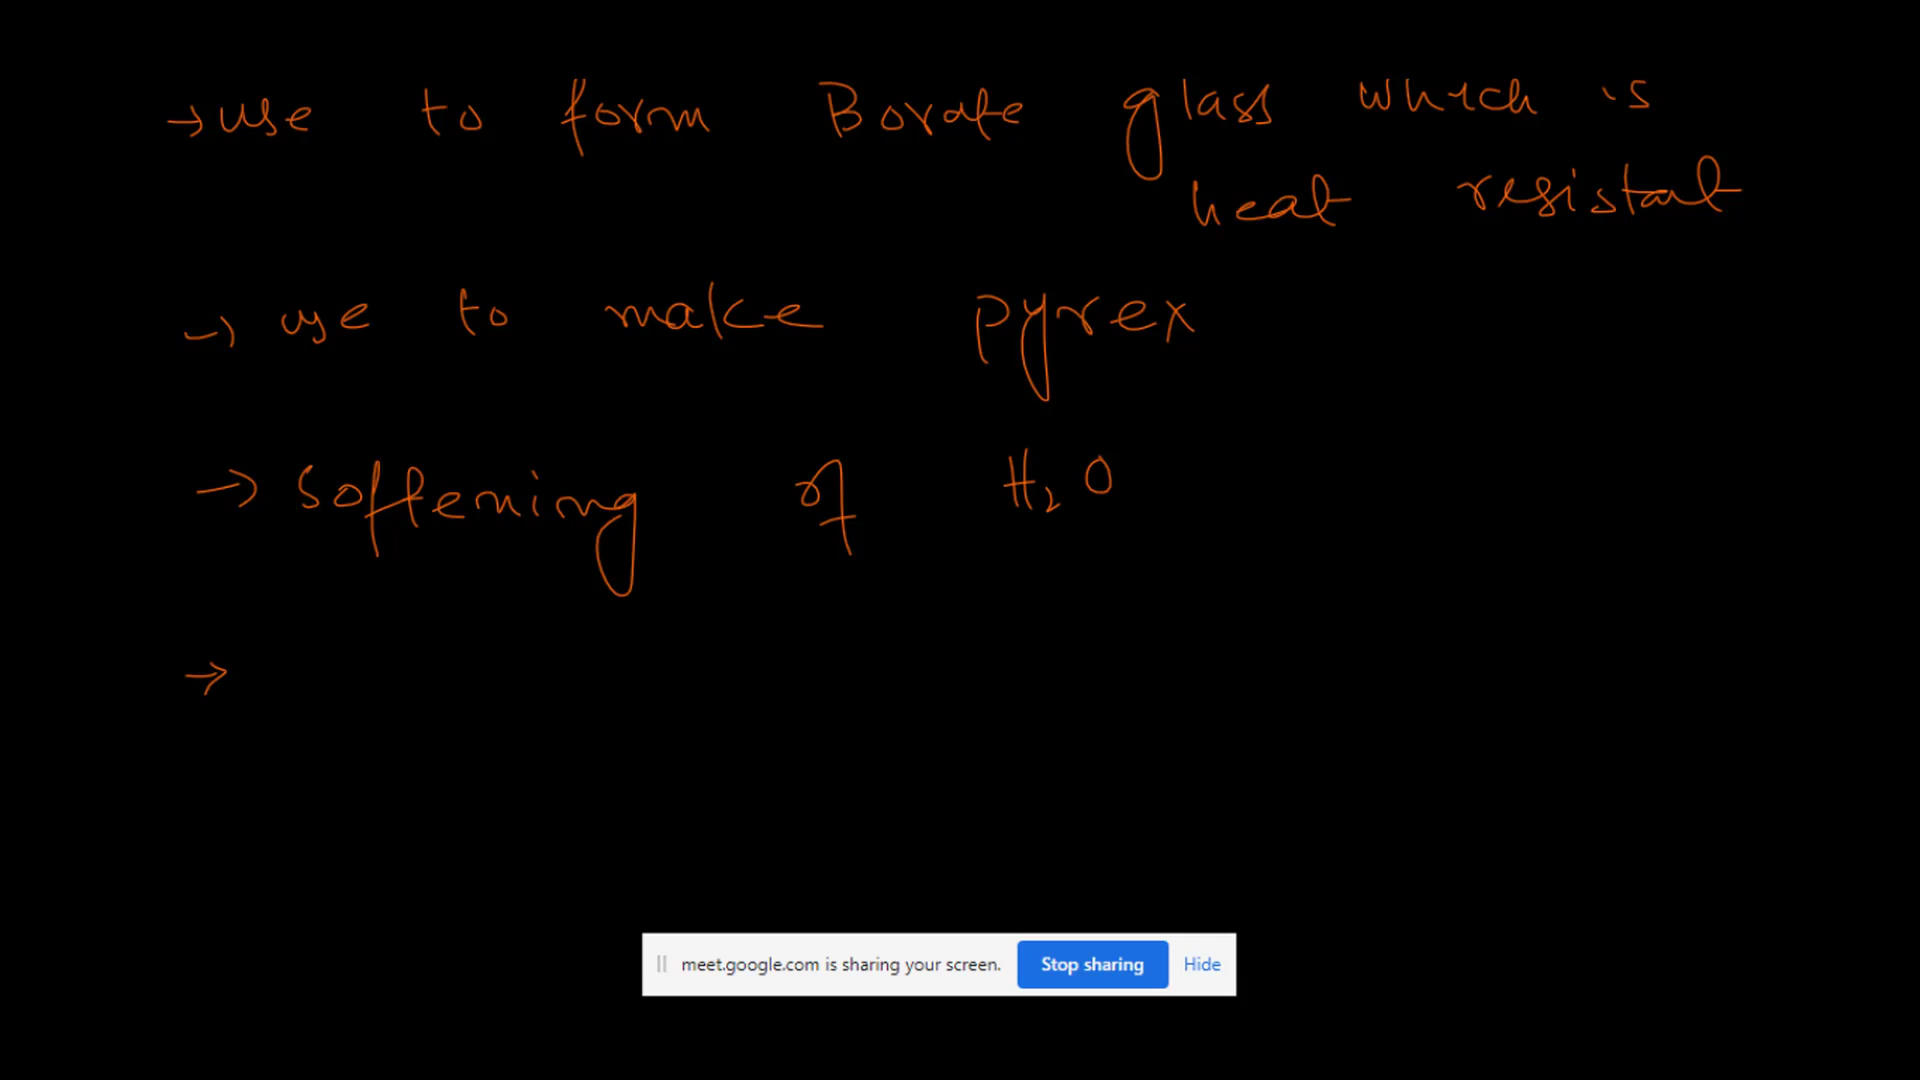 → use to form Borate glass which is
heat resistant
→ use to make pyrex
→ Softening of H₂O
→
meet.google.com is sharing your screen. Stop sharing Hide